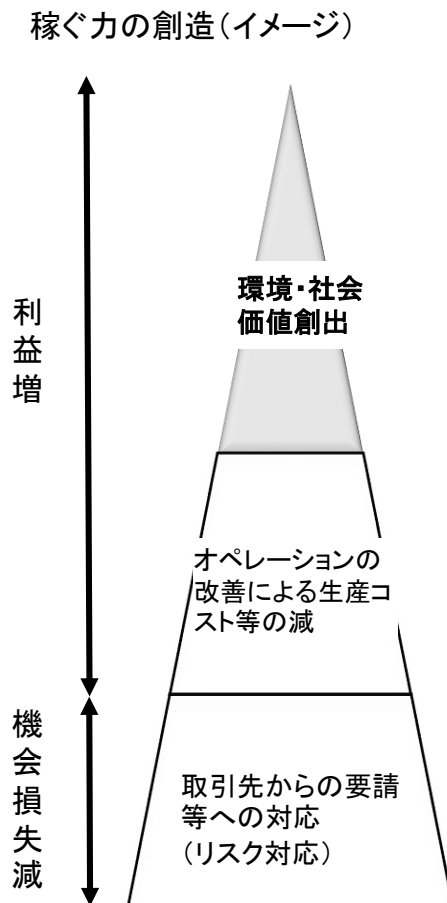 稼ぐ力の創造（イメージ）
利益増
環境・社会
価値創出
オペレーションの
改善による生産コ
スト等の減
機会損失減
取引先からの要請
等への対応
（リスク対応）